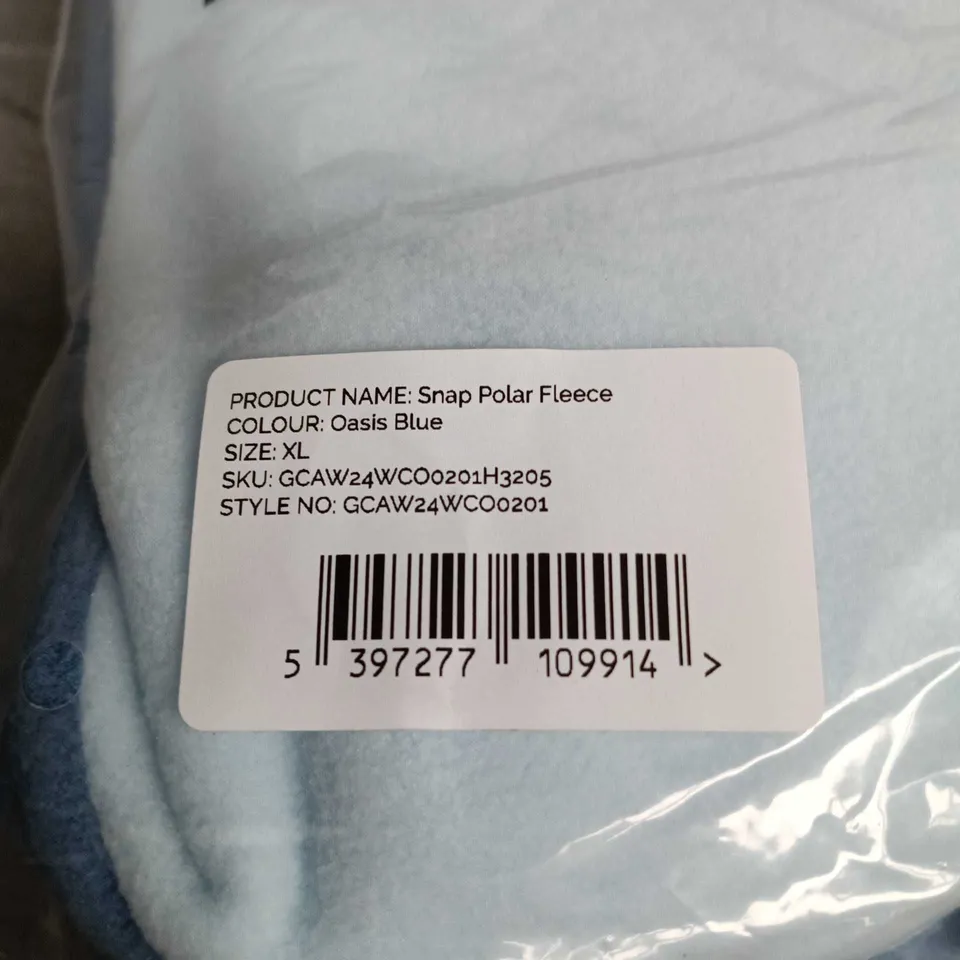 PRODUCT NAME: Snap Polar Fleece
COLOUR: Oasis Blue
SIZE: XL
SKU: GCAW24WCO0201H3205
STYLE NO: GCAW24WCO0201
5 397277 109914 >